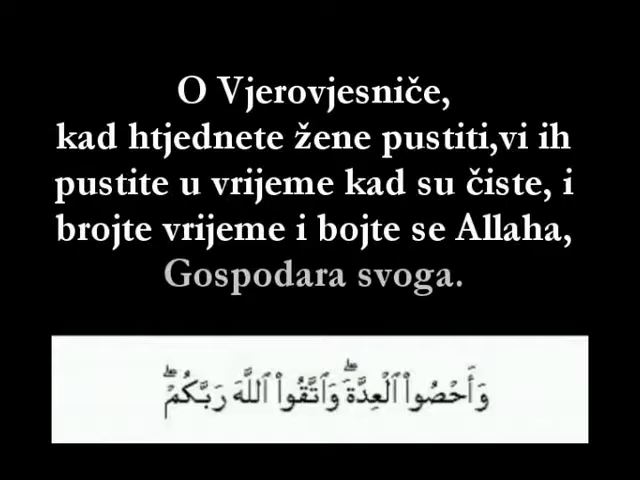 O Vjerovjesniče,
kad htjednete žene pustiti,vi ih
pustite u vrijeme kad su čiste, i
brojte vrijeme i bojte se Allaha,
Gospodara svoga.
وَأَحْصُوا۟ ٱلْعِدَّةَ ۖ وَٱتَّقُوا۟ ٱللَّهَ رَبَّكُمْ ۖ